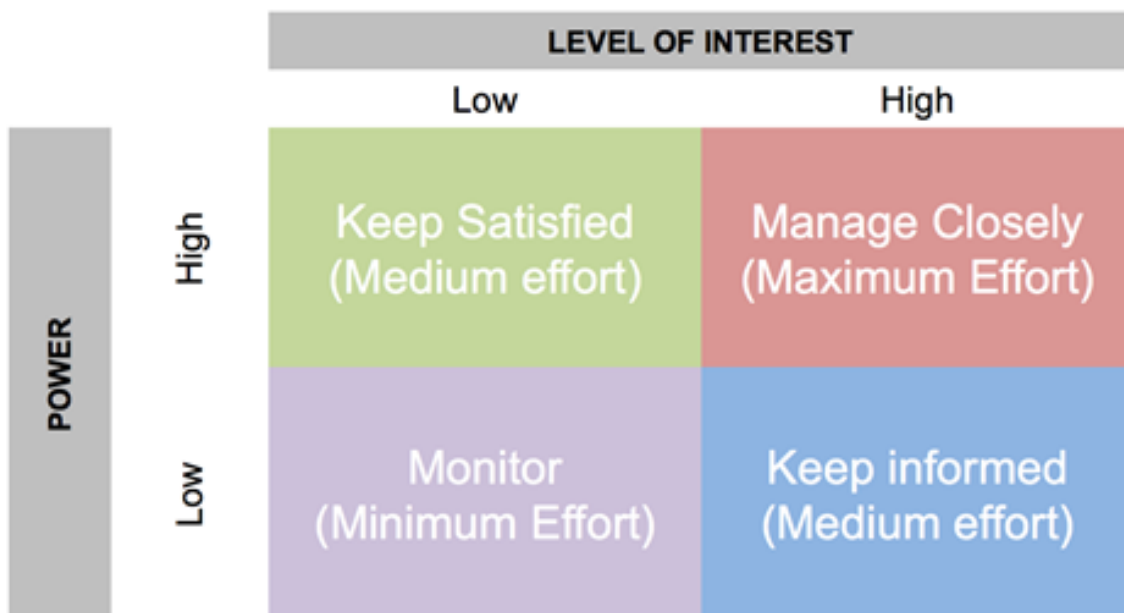 LEVEL OF INTEREST
Low
High
POWER
High
Keep Satisfied
(Medium effort)
Manage Closely
(Maximum Effort)
Low
Monitor
(Minimum Effort)
Keep informed
(Medium effort)